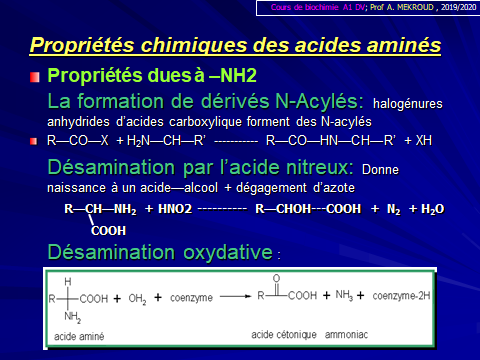 Cours de biochimie A1 DV; Prof A. MEKROUD , 2019/2020
Propriétés chimiques des acides aminés
Propriétés dues à –NH2
La formation de dérivés N-Acylés: halogénures
anhydrides d'acides carboxylique forment des N-acylés
R—CO—X + H2N—CH—R' ----------- R—CO—HN—CH—R' + XH
Désamination par l'acide nitreux: Donne
naissance à un acide—alcool + dégagement d'azote
R—CH—NH2 + HNO2 ---------- R—CHOH---COOH + N2 + H2O
COOH
Désamination oxydative :
H
R COOH + OH2 + coenzyme R COOH + NH3 + coenzyme-2H
O
NH2
acide aminé acide cétonique ammoniac